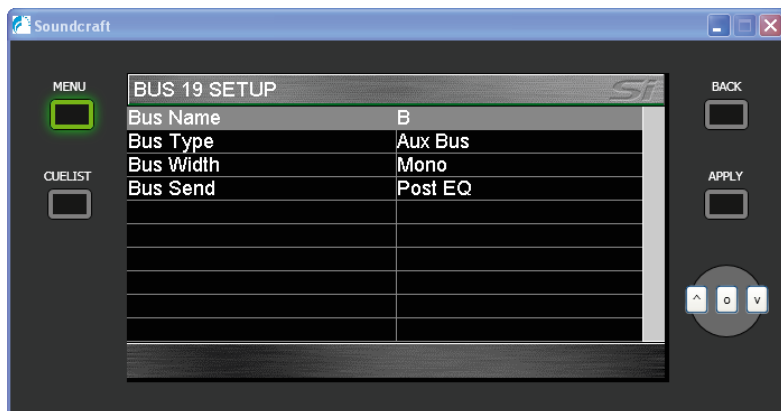 Soundcraft
MENU
BACK
BUS 19 SETUP Si
Bus Name B
Bus Type Aux Bus
Bus Width Mono
Bus Send Post EQ
CUELIST
APPLY
^ o v